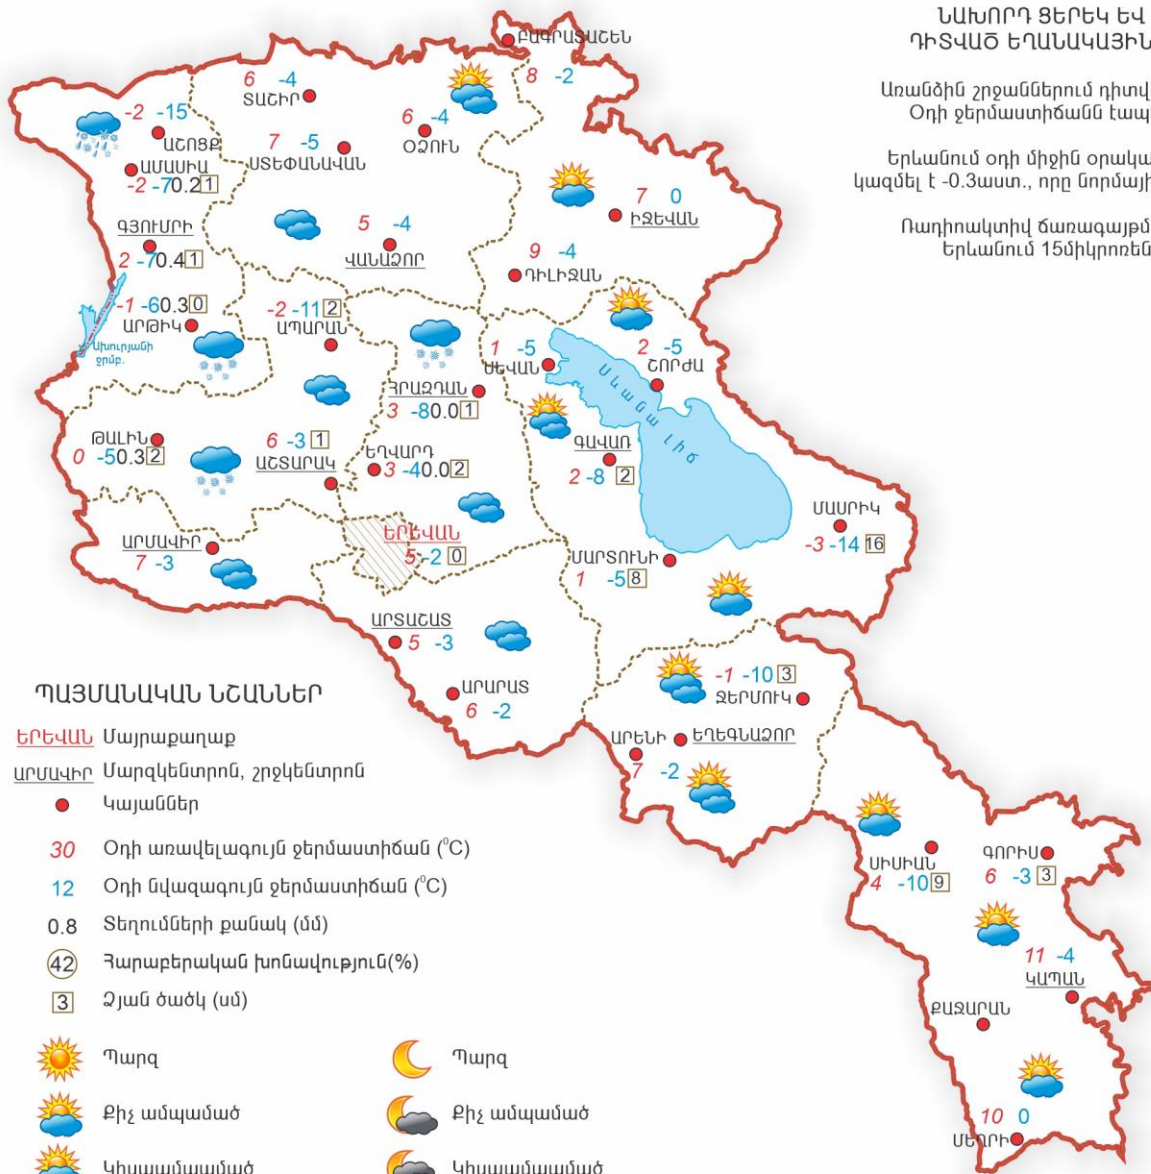 ՆԱԽՈՐԴ ՑԵՐԵԿ ԵՎ
ԴԻՏՎԱԾ ԵՂԱՆԱԿԱՅԻՆ
Առանձին շրջաններում դիտվ
Օդի ջերմաստիճանն էապ
Երևանում օդի միջին օրակա
կազմել է -0.3աստ., որը նորմայի
Ռադիոակտիվ ճառագայթմ
Երևանում 15միկրոռեն
ԲԱԳՐԱՏԱՇԵՆ
8 -2
6 -4
ՏԱՇԻՐ
-2 -15
ԱՇՈՑՔ
6 -4
ՕՁՈՒՆ
7 -5
ՍՏԵՓԱՆԱՎԱՆ
ԱՄԱՍԻԱ
-2 -7 0.2 1
7 0
ԻՋԵՎԱՆ
5 -4
ՎԱՆԱՁՈՐ
ԳՅՈՒՄՐԻ
2 -7 0.4 1
9 -4
ԴԻԼԻՋԱՆ
-1 -6 0.3 0
ԱՐԹԻԿ
Ախուրյանի
ջրմբ.
-2 -11 2
ԱՊԱՐԱՆ
1 -5
ՍԵՎԱՆ
2 -5
ՇՈՐԺԱ
Սևանա լիճ
ՀՐԱԶԴԱՆ
3 -8 0.0 1
ԹԱԼԻՆ
0 -5 0.3 2
6 -3 1
ԱՇՏԱՐԱԿ
ԵՂՎԱՐԴ
3 -4 0.0 2
ԳԱՎԱՌ
2 -8 2
ՄԱՍՐԻԿ
-3 -14 16
ԱՐՄԱՎԻՐ
7 -3
ԵՐԵՎԱՆ
5 -2 0
ՄԱՐՏՈՒՆԻ
1 -5 8
ԱՐՏԱՇԱՏ
5 -3
ԱՐԱՐԱՏ
6 -2
-1 -10 3
ՋԵՐՄՈՒԿ
ԱՐԵՆԻ
ԵՂԵԳՆԱՁՈՐ
7 -2
ՍԻՍԻԱՆ
4 -10 9
ԳՈՐԻՍ
6 -3 3
11 -4
ԿԱՊԱՆ
ՔԱՋԱՐԱՆ
10 0
ՄԵՂՐԻ
ՊԱՅՄԱՆԱԿԱՆ ՆՇԱՆՆԵՐ
ԵՐԵՎԱՆ Մայրաքաղաք
ԱՐՄԱՎԻՐ Մարզկենտրոն, շրջկենտրոն
Կայաններ
30 Օդի առավելագույն ջերմաստիճան (⁰C)
12 Օդի նվազագույն ջերմաստիճան (⁰C)
0.8 Տեղումների քանակ (մմ)
42 Հարաբերական խոնավություն(%)
3 Ձյան ծածկ (սմ)
Պարզ Պարզ
Քիչ ամպամած Քիչ ամպամած
Կիսաամպամած Կիսաամպամած